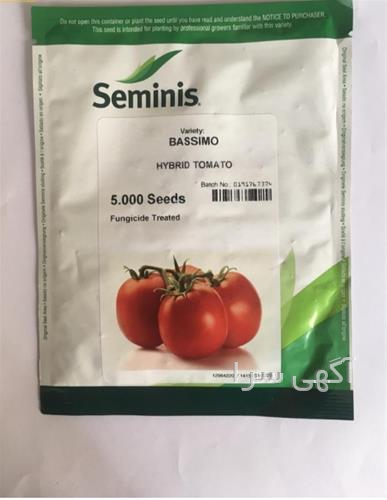 Do not open this container or plant the seed until you have read and understand the NOTICE TO PURCHASER.
This seed is intended for planting by professional growers familiar with this variety.
Seminis®
Variety:
BASSIMO
HYBRID TOMATO
Batch No.:
5.000 Seeds
Fungicide Treated
آگهی سرا